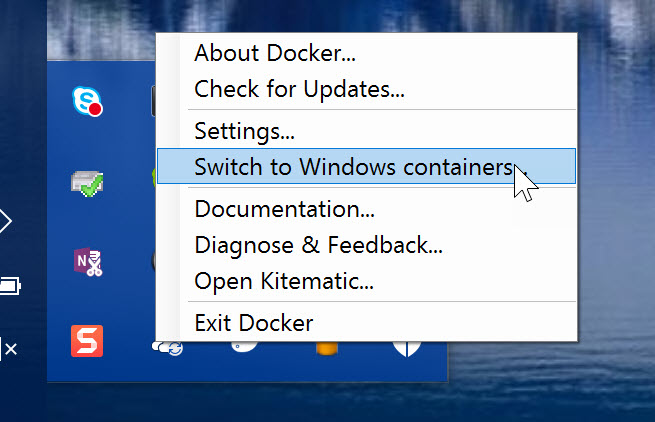 About Docker...
Check for Updates...
Settings...
Switch to Windows containers...
Documentation...
Diagnose & Feedback...
Open Kitematic...
Exit Docker
N
S